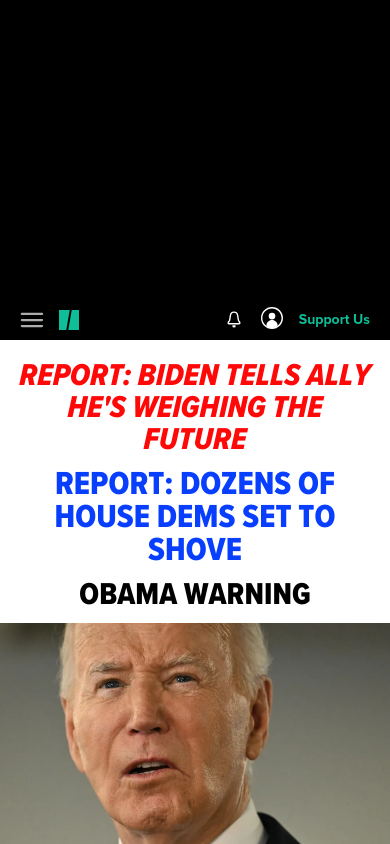 Support Us
REPORT: BIDEN TELLS ALLY
HE'S WEIGHING THE
FUTURE
REPORT: DOZENS OF
HOUSE DEMS SET TO
SHOVE
OBAMA WARNING